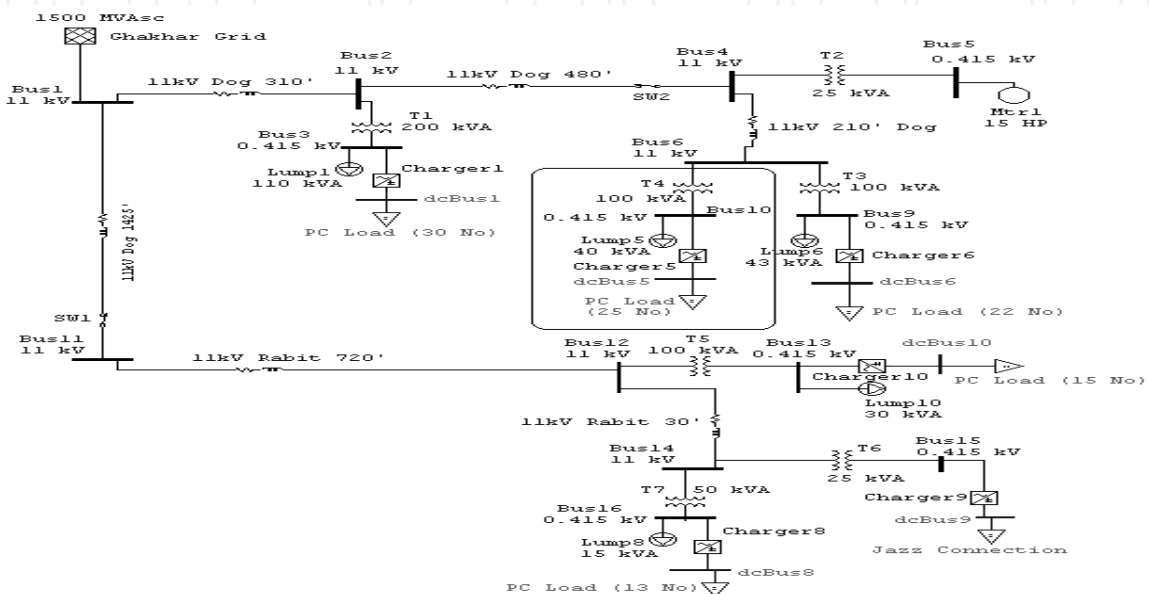 1500 MVAsc
Ghakhar Grid
Bus1
11 kV
11kV Dog 310'
Bus2
11 kV
11kV Dog 480'
SW2
Bus4
11 kV
T2
25 kVA
Bus5
0.415 kV
Mtr1
15 HP
T1
200 kVA
Bus3
0.415 kV
Lump1
110 kVA
Charger1
dcBus1
PC Load (30 No)
11kV 210' Dog
Bus6
11 kV
T4
100 kVA
0.415 kV
Bus10
Lump5
40 kVA
Charger5
dcBus5
PC Load
(25 No)
T3
100 kVA
Bus9
0.415 kV
Lump6
43 kVA
Charger6
dcBus6
PC Load (22 No)
11kV Dog 1425'
SW1
Bus11
11 kV
11kV Rabit 720'
Bus12
11 kV
T5
100 kVA
Bus13
0.415 kV
Charger10
dcBus10
PC Load (15 No)
Lump10
30 kVA
11kV Rabit 30'
Bus14
11 kV
T6
25 kVA
Bus15
0.415 kV
Charger9
dcBus9
Jazz Connection
T7
50 kVA
Bus16
0.415 kV
Lump8
15 kVA
Charger8
dcBus8
PC Load (13 No)